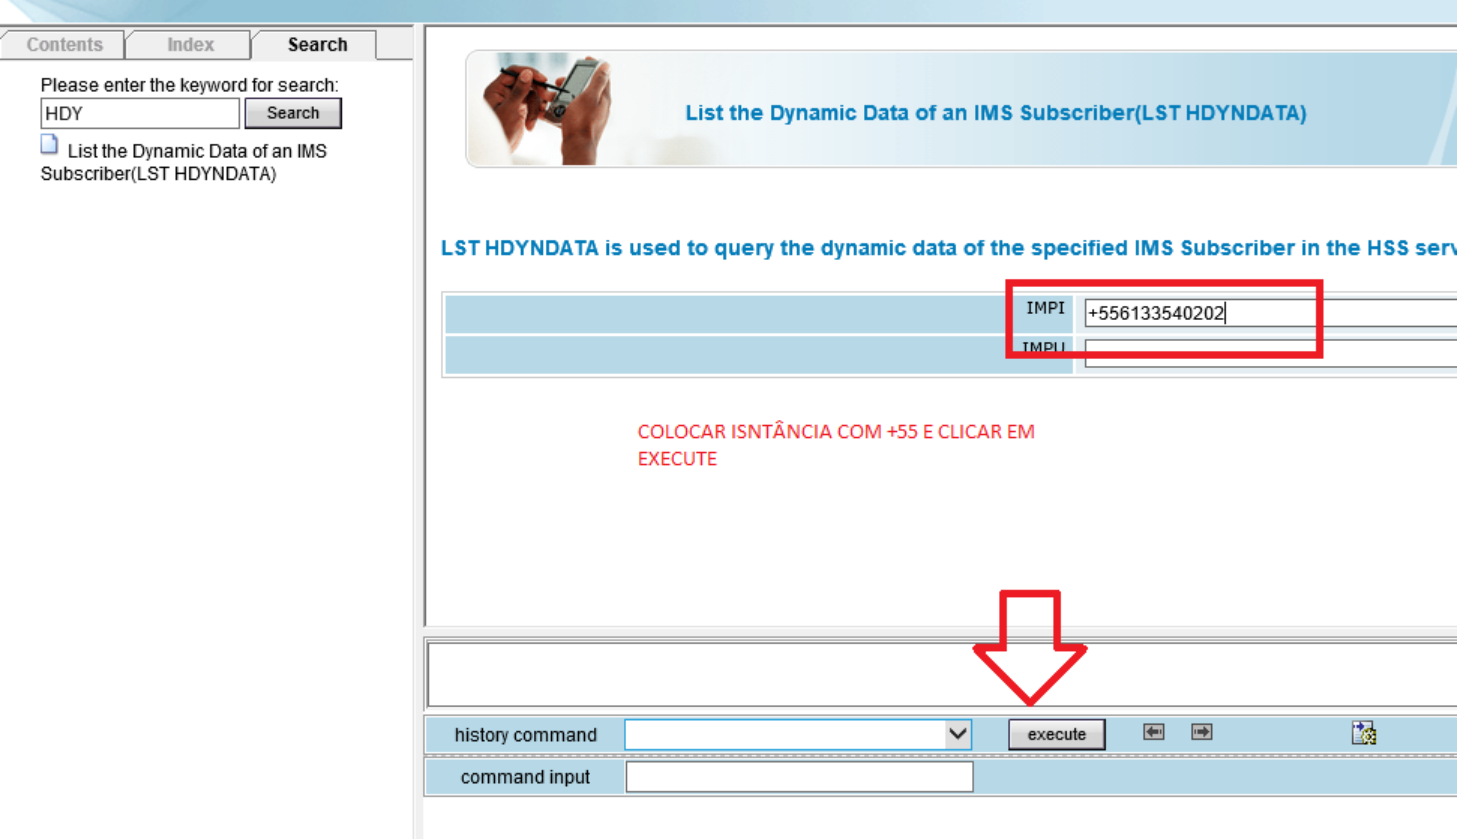 Contents Index Search
Please enter the keyword for search:
HDY Search
List the Dynamic Data of an IMS
Subscriber(LST HDYNDATA)
List the Dynamic Data of an IMS Subscriber(LST HDYNDATA)
LST HDYNDATA is used to query the dynamic data of the specified IMS Subscriber in the HSS serv
IMPI +556133540202
IMPU
COLOCAR ISNTÂNCIA COM +55 E CLICAR EM
EXECUTE
history command execute
command input